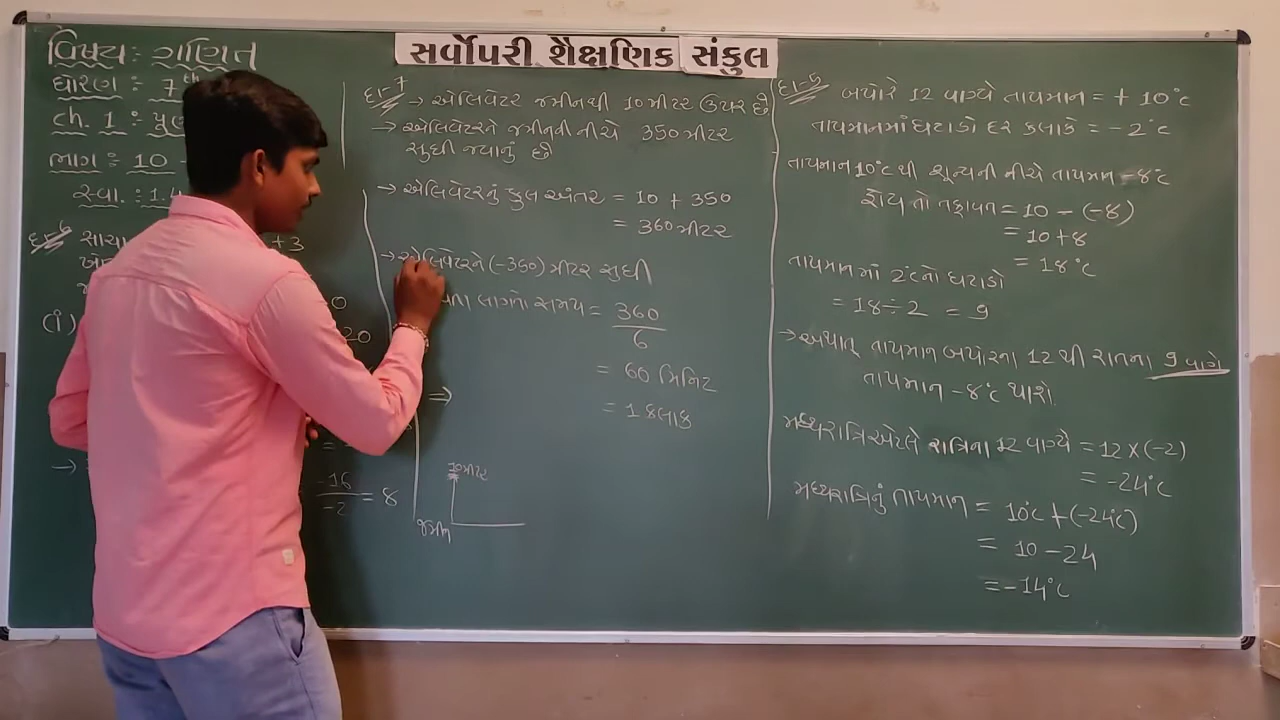 સર્વોપરી શૈક્ષણિક સંકુલ
વિષય: ગણિત
ધોરણ: 7th
ch. 1 :
ભાગ: 10
સ્વા. : 1.4
દા-6 સાચા + 3
(i)
-16 / -2 = 8
દા-7 → એલિવેટર જમીનથી 10 મીટર ઉપર છે
→ એલિવેટરને જમીનની નીચે 350 મીટર
સુધી જવાનું છે
→ એલિવેટરનું કુલ અંતર = 10 + 350
= 360 મીટર
→ એલિવેટરને (-350) મીટર સુધી
લાગતો સમય = 360 / 6
= 60 મિનિટ
= 1 કલાક
⇒
10 મીટર
જમીન
દા-5 બપોરે 12 વાગ્યે તાપમાન = + 10°c
તાપમાનમાં ઘટાડો દર કલાકે = -2°c
તાપમાન 10°c થી શૂન્યની નીચે તાપમાન -8°c
હોય તો તફાવત = 10 - (-8)
= 10 + 8
= 18°c
તાપમાનમાં 2°c નો ઘટાડો
= 18 ÷ 2 = 9
→ અર્થાત્ તાપમાન બપોરના 12 થી રાતના 9 વાગે
તાપમાન -8°c થાશે.
મધ્યરાત્રિ એટલે રાત્રિના 12 વાગ્યે = 12 × (-2)
= -24°c
મધ્યરાત્રિનું તાપમાન = 10°c + (-24°c)
= 10 - 24
= -14°c